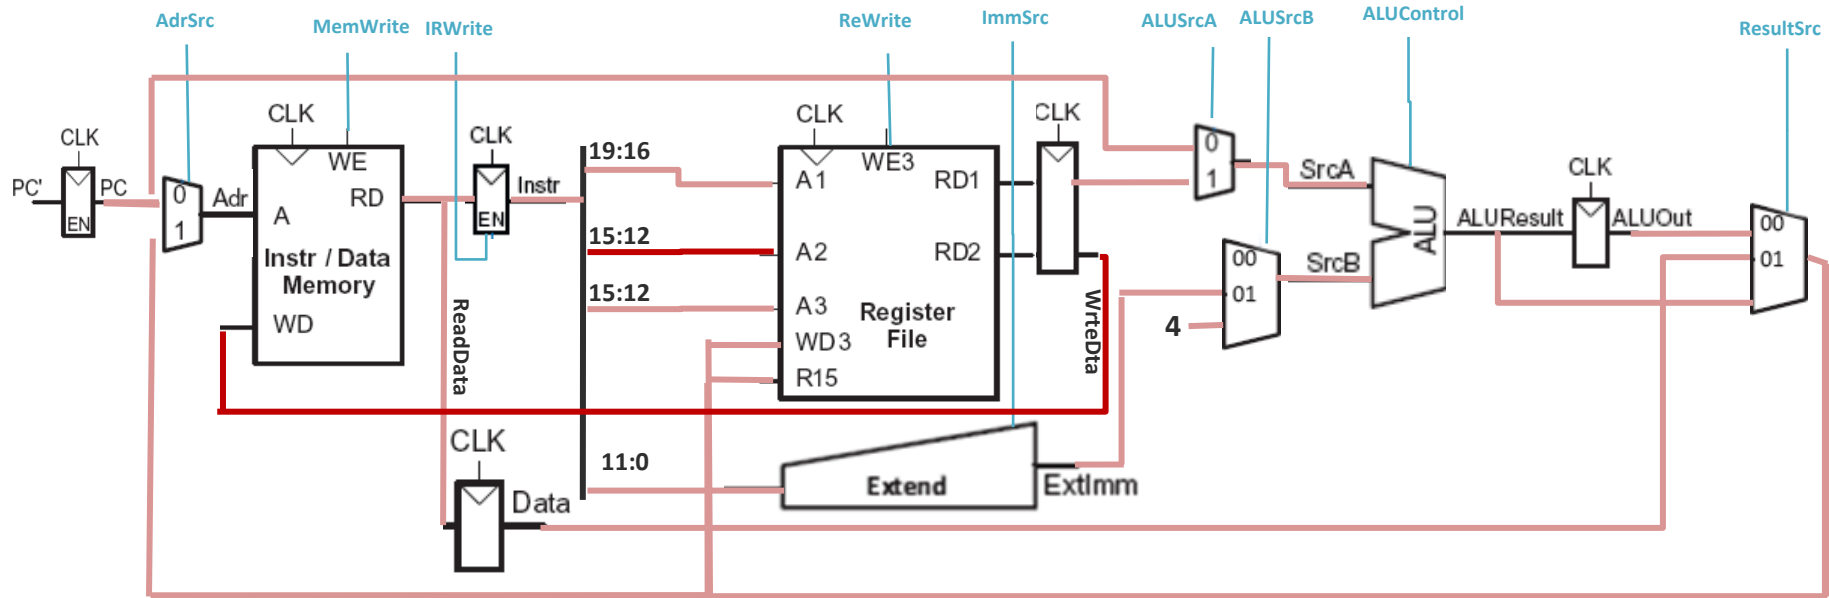 AdrSrc
MemWrite
IRWrite
ReWrite
ImmSrc
ALUSrcA
ALUSrcB
ALUControl
ResultSrc
CLK
PC'
PC
EN
0
1
Adr
CLK
WE
RD
A
Instr / Data
Memory
WD
CLK
EN
Instr
ReadData
CLK
Data
19:16
15:12
15:12
11:0
CLK
WE3
A1
RD1
A2
RD2
A3
Register
File
WD3
R15
CLK
WrteDta
Extend
ExtImm
0
1
SrcA
00
01
4
SrcB
ALU
ALUResult
CLK
ALUOut
00
01